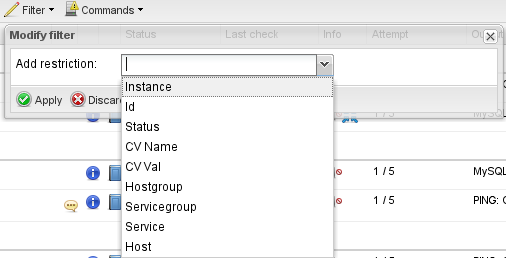 Filter Commands
Modify filter
Status Last check Info Attempt
Add restriction:
Instance
Apply Discar
Id
Status
CV Name
CV Val
Hostgroup
Servicegroup
Service
Host
1 / 5 MySQL
1 / 5 PING: O